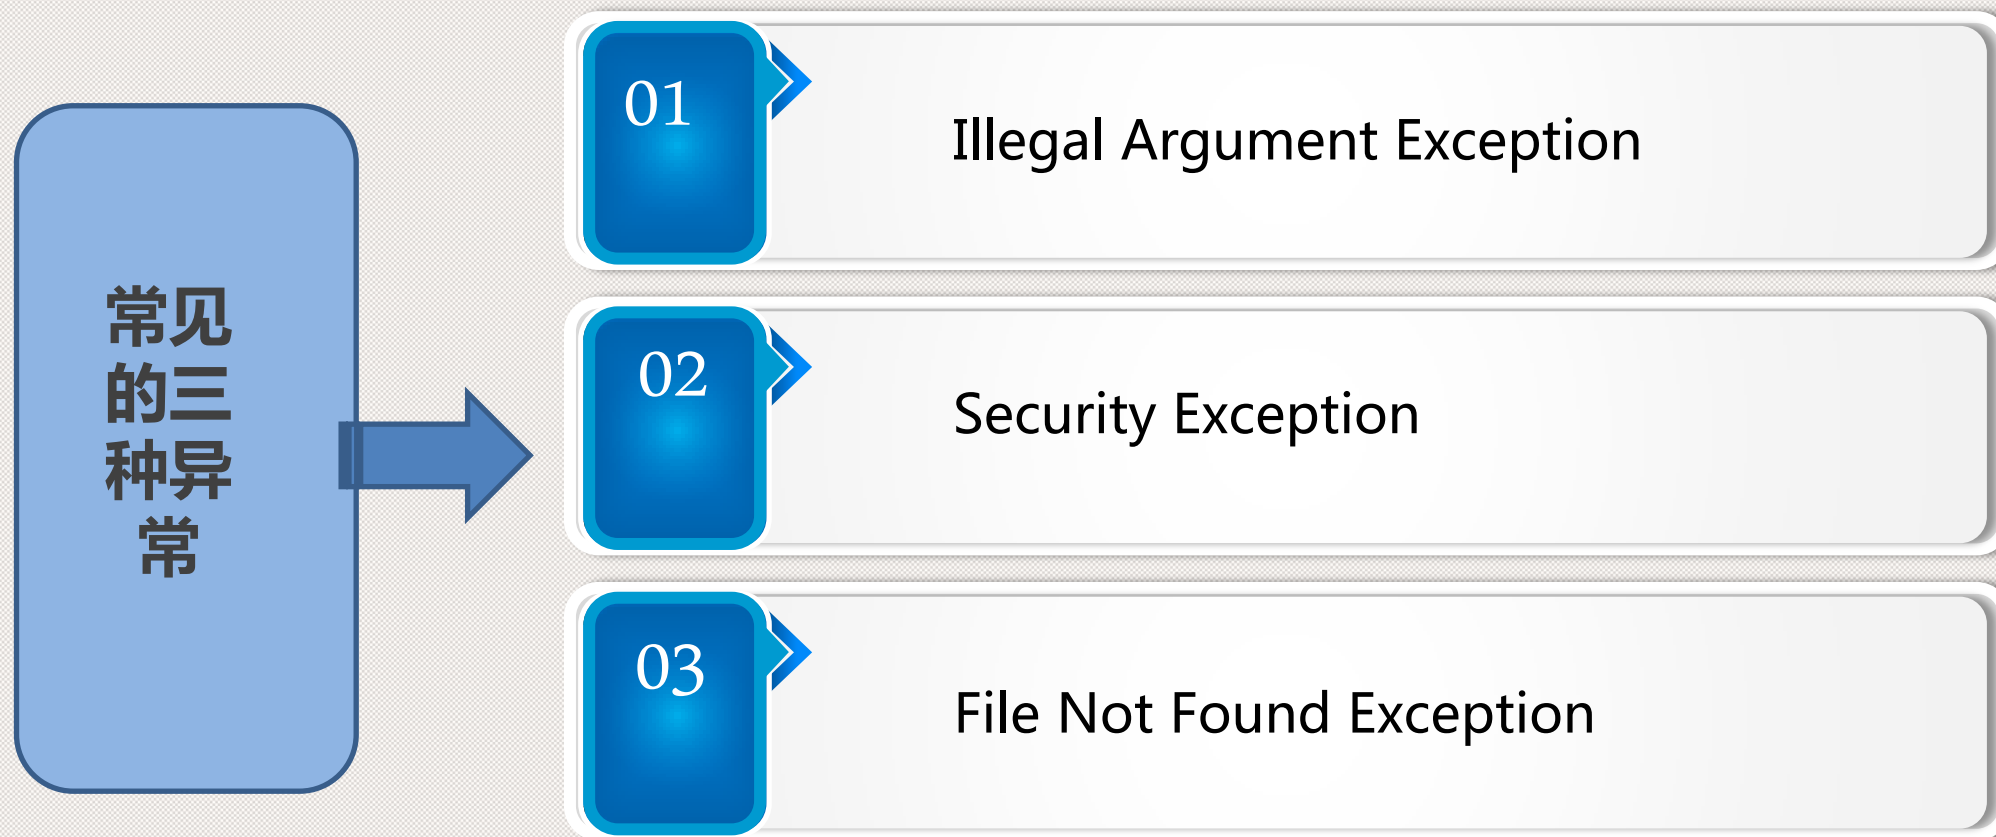 常见
的三
种异
常
01
Illegal Argument Exception
02
Security Exception
03
File Not Found Exception